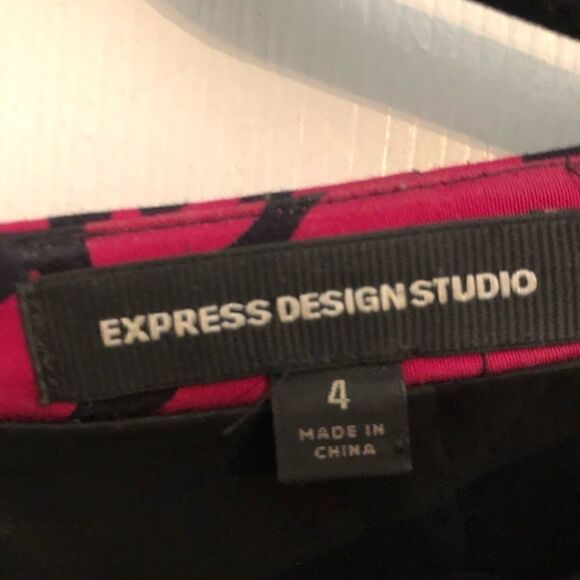 EXPRESS DESIGN STUDIO
4
MADE IN
CHINA